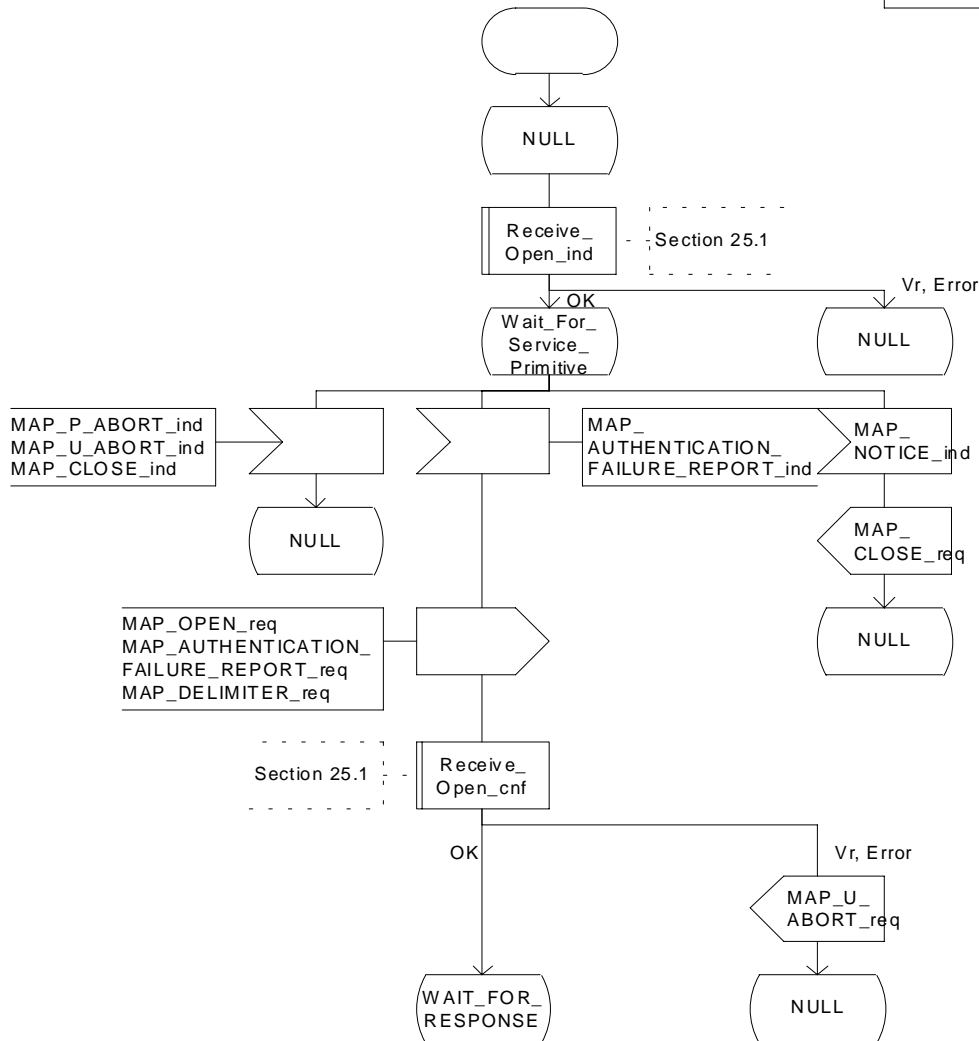 NULL
Receive_
Open_ind
Section 25.1
OK
Vr, Error
Wait_For_
Service_
Primitive
NULL
MAP_P_ABORT_ind
MAP_U_ABORT_ind
MAP_CLOSE_ind
MAP_
AUTHENTICATION_
FAILURE_REPORT_ind
MAP_
NOTICE_ind
NULL
MAP_
CLOSE_req
NULL
MAP_OPEN_req
MAP_AUTHENTICATION_
FAILURE_REPORT_req
MAP_DELIMITER_req
Section 25.1
Receive_
Open_cnf
OK
Vr, Error
MAP_U_
ABORT_req
WAIT_FOR_
RESPONSE
NULL